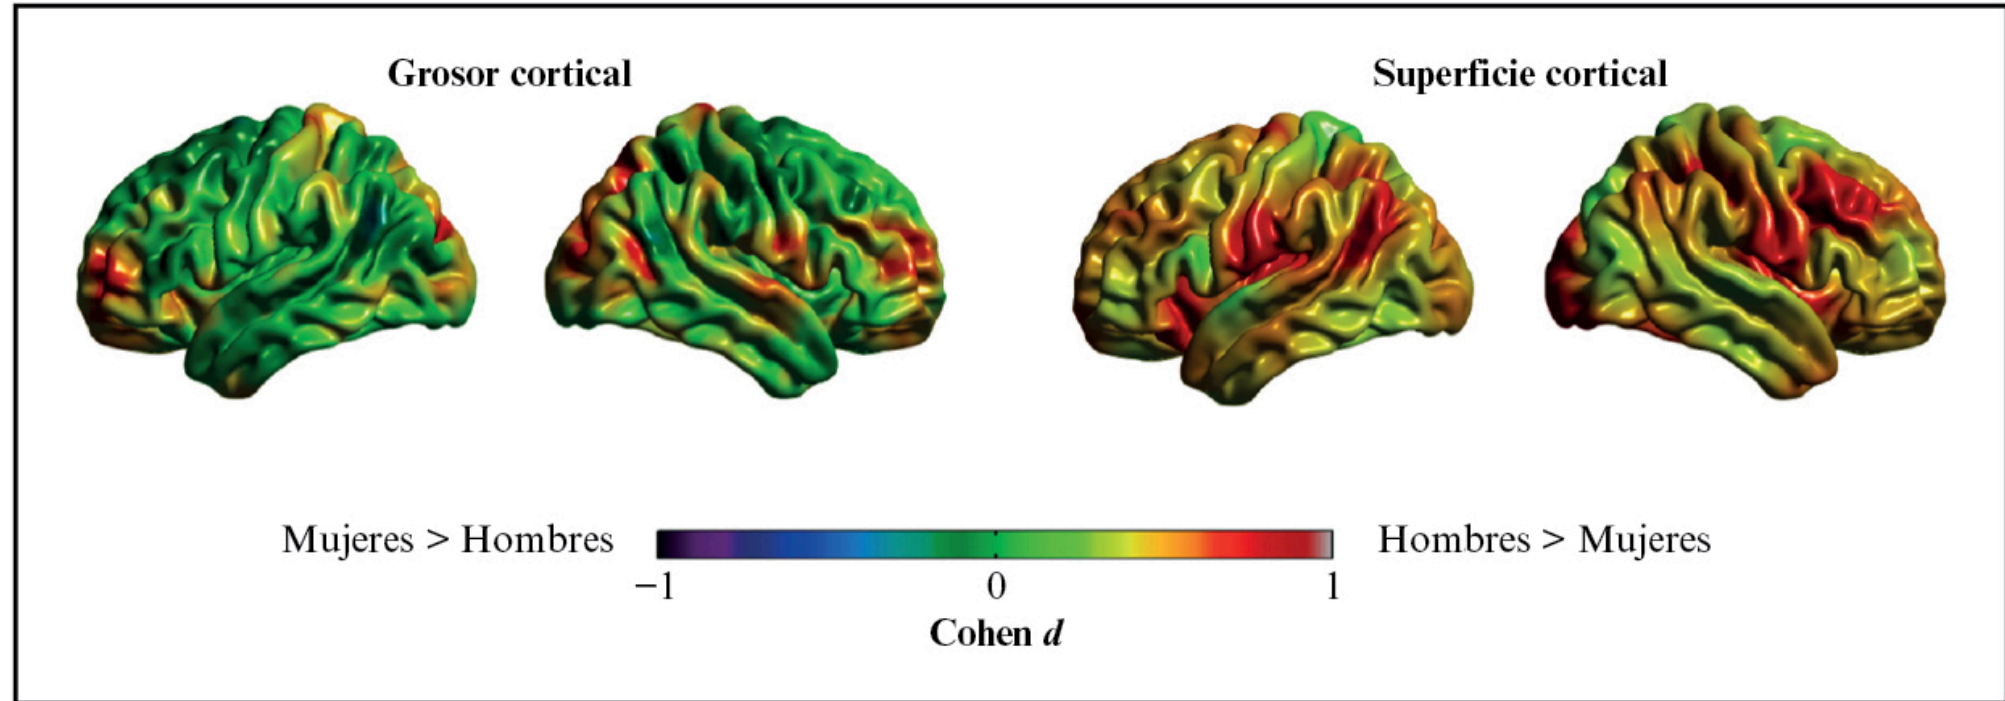 Grosor cortical
Superficie cortical
Mujeres > Hombres
Hombres > Mujeres
−1
0
1
Cohen d